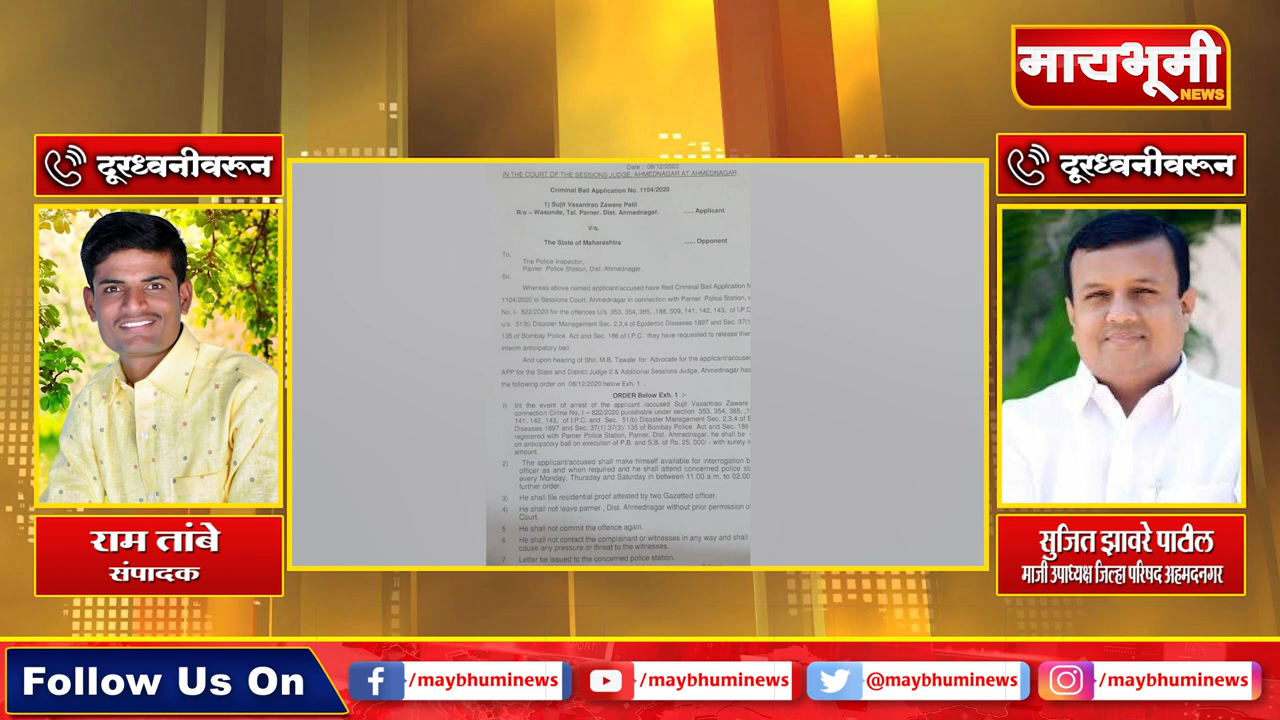 मायभूमी
NEWS
दूरध्वनीवरून
दूरध्वनीवरून
Date : 08/12/2020
IN THE COURT OF THE SESSIONS JUDGE, AHMEDNAGAR AT AHMEDNAGAR
Criminal Bail Application No. 1104/2020
1) Sujit Vasantrao Zaware Patil
R/o – Wasunde, Tal. Parner. Dist. Ahmednagar. ..... Applicant
V/s.
The State of Maharashtra ...... Opponent
To,
The Police Inspector,
Parner Police Station, Dist. Ahmednagar.
Sir,
Whereas above named applicant/accused have filed Criminal Bail Application N
1104/2020 in Sessions Court, Ahmednagar in connection with Parner Police Station, v
No. I- 822/2020 for the offences U/s 353, 354, 385, ,188, 509, 141, 142, 143, of I.P.C
u/s. 51(b) Disaster Management Sec. 2,3,4 of Epidemic Diseases 1897 and Sec. 37(1
135 of Bombay Police Act and Sec. 186 of I.P.C. they have requested to release then
interim anticipatory bail.
And upon hearing of Shri. M.B. Tawale for Advocate for the applicant/accused
APP for the State and District Judge-2 & Additional Sessions Judge, Ahmednagar has
the following order on 08/12/2020 below Exh. 1 .
ORDER Below Exh. 1 :-
I) Int the event of arrest of the applicant /accused Sujit Vasantrao Zaware
connection Crime No. I – 822/2020 punishable under section 353, 354, 385, ,1
141, 142, 143, of I.P.C. and Sec. 51(b) Disaster Management Sec. 2,3,4 of E
Diseases 1897 and Sec. 37(1) 37(3)/ 135 of Bombay Police Act and Sec. 186
registered with Parner Police Station, Parner, Dist. Ahmednagar, he shall be
on anticipatory bail on execution of P.B. and S.B. of Rs. 25, 000/ - with surety i
amount.
2) The applicant/accused shall make himself available for interrogation b
officer as and when required and he shall attend concerned police sta
every Monday, Thursday and Saturday in between 11.00 a.m. to 02.00
further order.
3) He shall file residential proof attested by two Gazetted officer.
4) He shall not leave parner , Dist. Ahmednagar without prior permission of
Court.
5 He shall not commit the offence again.
6 He shall not contact the complainant or witnesses in any way and shall
cause any pressure or threat to the witnesses.
7. Letter be issued to the concerned police station.
राम तांबे
संपादक
सुजित झावरे पाटील
माजी उपाध्यक्ष जिल्हा परिषद अहमदनगर
Follow Us On
/maybhuminews
/maybhuminews
@maybhuminews
/maybhuminews